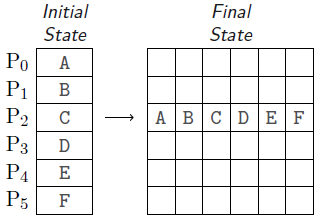 Initial State
Final State
P0 A
P1 B
P2 C ⟶ A B C D E F
P3 D
P4 E
P5 F